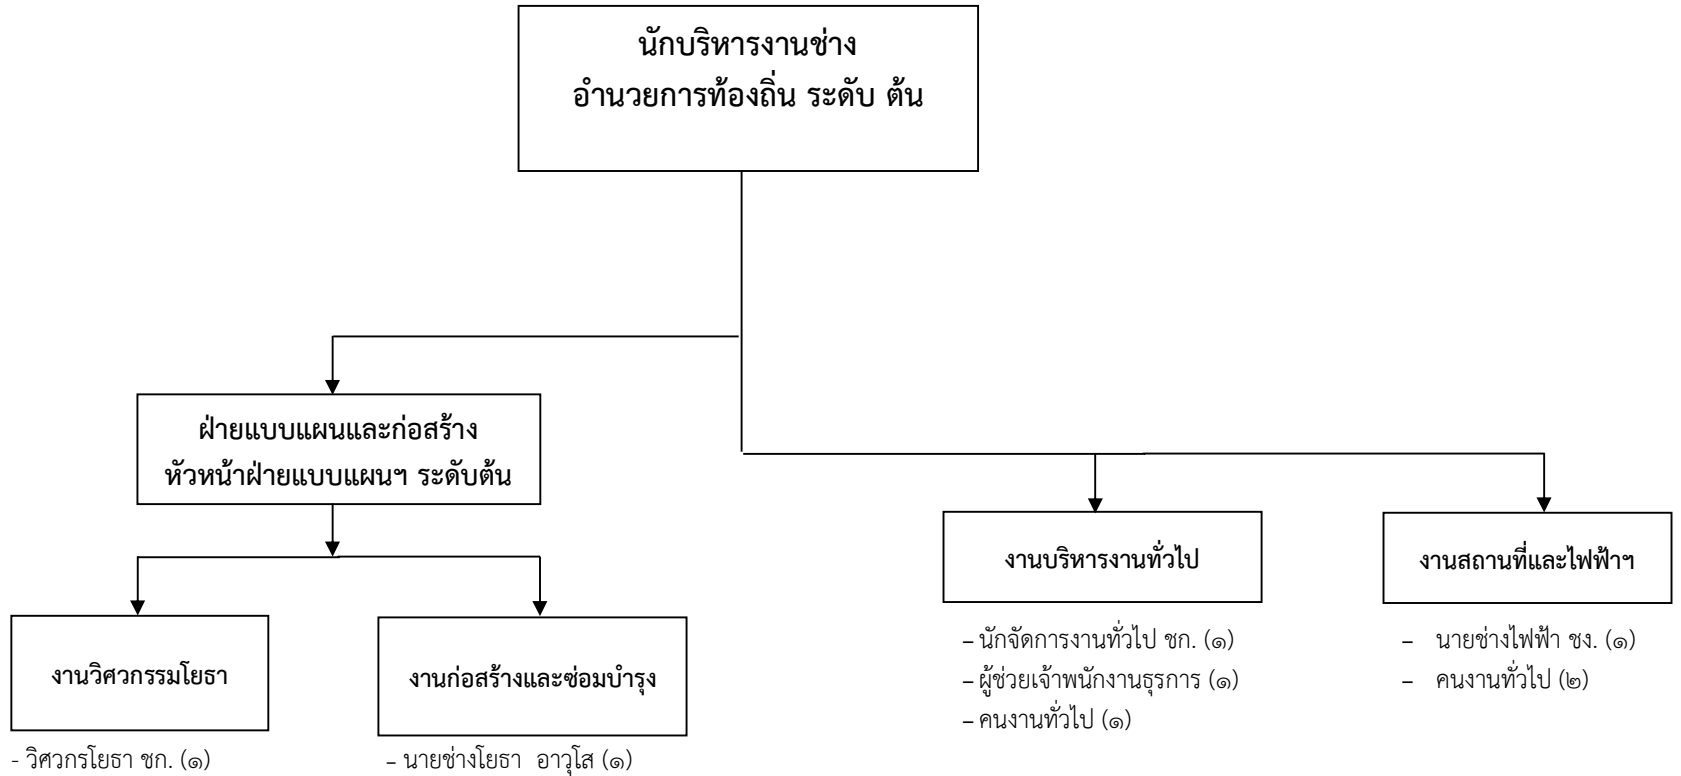 นักบริหารงานช่าง
อำนวยการท้องถิ่น ระดับ ต้น
ฝ่ายแบบแผนและก่อสร้าง
หัวหน้าฝ่ายแบบแผนฯ ระดับต้น
งานบริหารงานทั่วไป
งานสถานที่และไฟฟ้าฯ
– นักจัดการงานทั่วไป ชก. (๑)
– ผู้ช่วยเจ้าพนักงานธุรการ (๑)
– คนงานทั่วไป (๑)
– นายช่างไฟฟ้า ชง. (๑)
– คนงานทั่วไป (๒)
งานวิศวกรรมโยธา
งานก่อสร้างและซ่อมบำรุง
- วิศวกรโยธา ชก. (๑)
– นายช่างโยธา อาวุโส (๑)